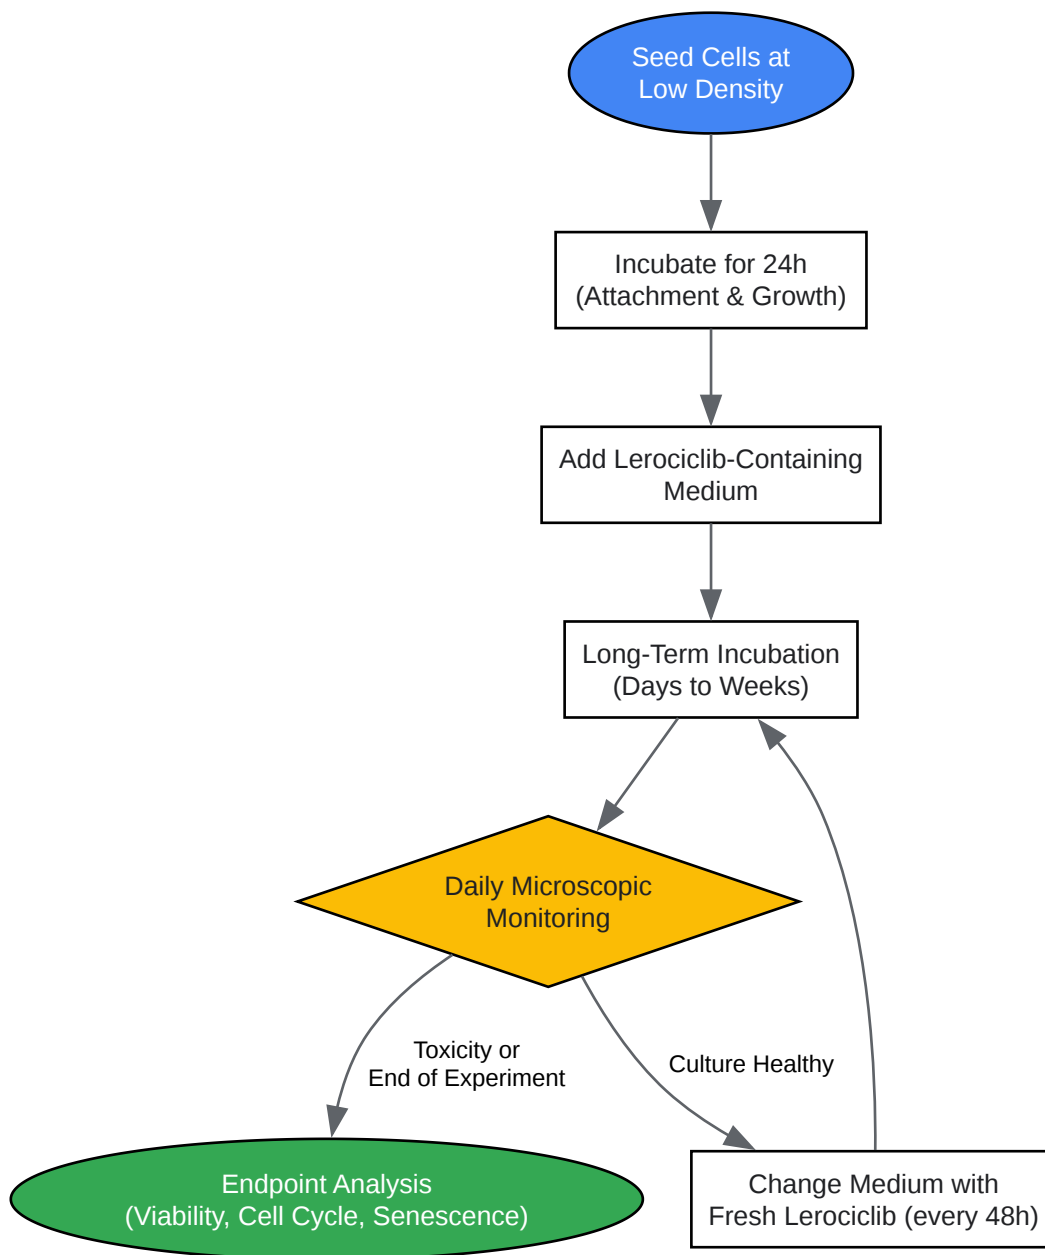 Seed Cells at
Low Density
Incubate for 24h
(Attachment & Growth)
Add Lerociclib-Containing
Medium
Long-Term Incubation
(Days to Weeks)
Daily Microscopic
Monitoring
Toxicity or
End of Experiment
Culture Healthy
Endpoint Analysis
(Viability, Cell Cycle, Senescence)
Change Medium with
Fresh Lerociclib (every 48h)